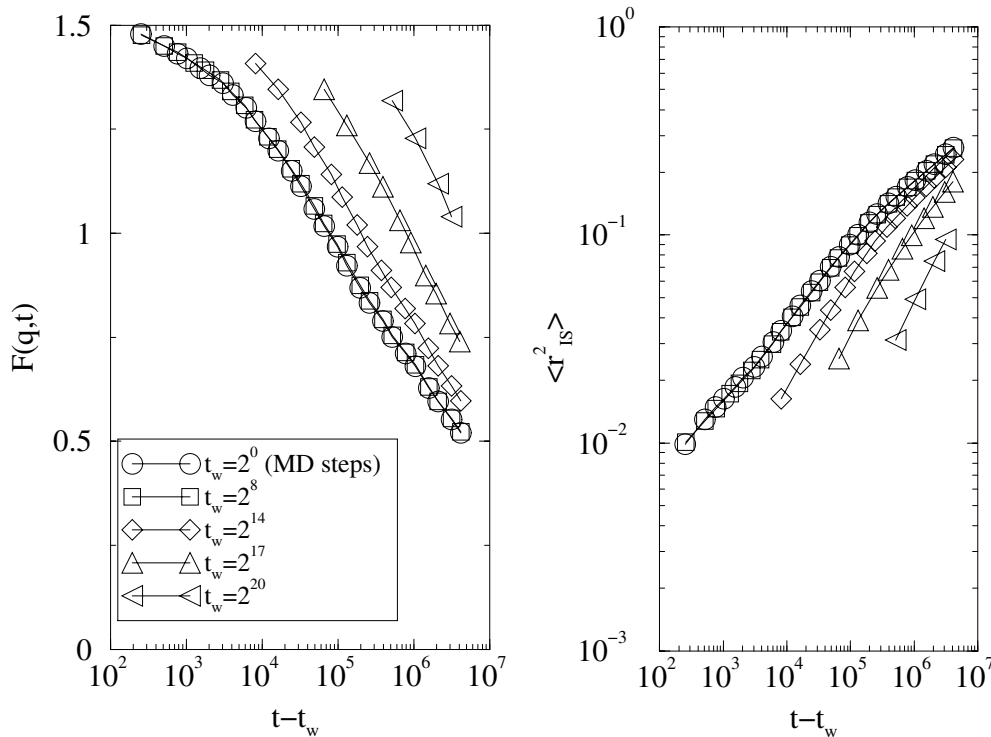 1.5
1
0.5
0
F(q,t)
t_w=2^0 (MD steps)
t_w=2^8
t_w=2^14
t_w=2^17
t_w=2^20
10^2 10^3 10^4 10^5 10^6 10^7
t−t_w
10^0
10^-1
10^-2
10^-3
<r^2_IS>
10^2 10^3 10^4 10^5 10^6 10^7
t−t_w